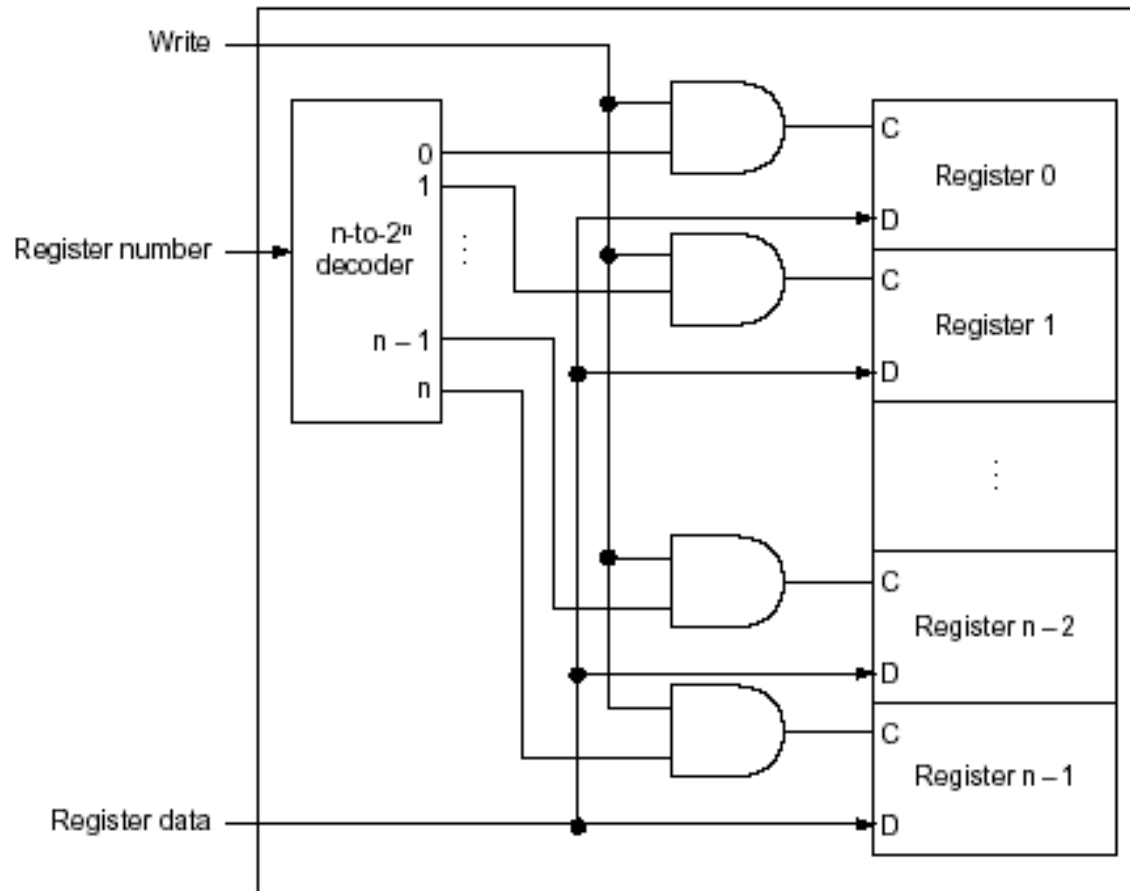 Write
C
0
Register 0
1
D
n-to-2ⁿ
Register number
decoder
⋮
C
Register 1
n – 1
D
n
⋮
C
Register n – 2
D
C
Register n – 1
Register data
D